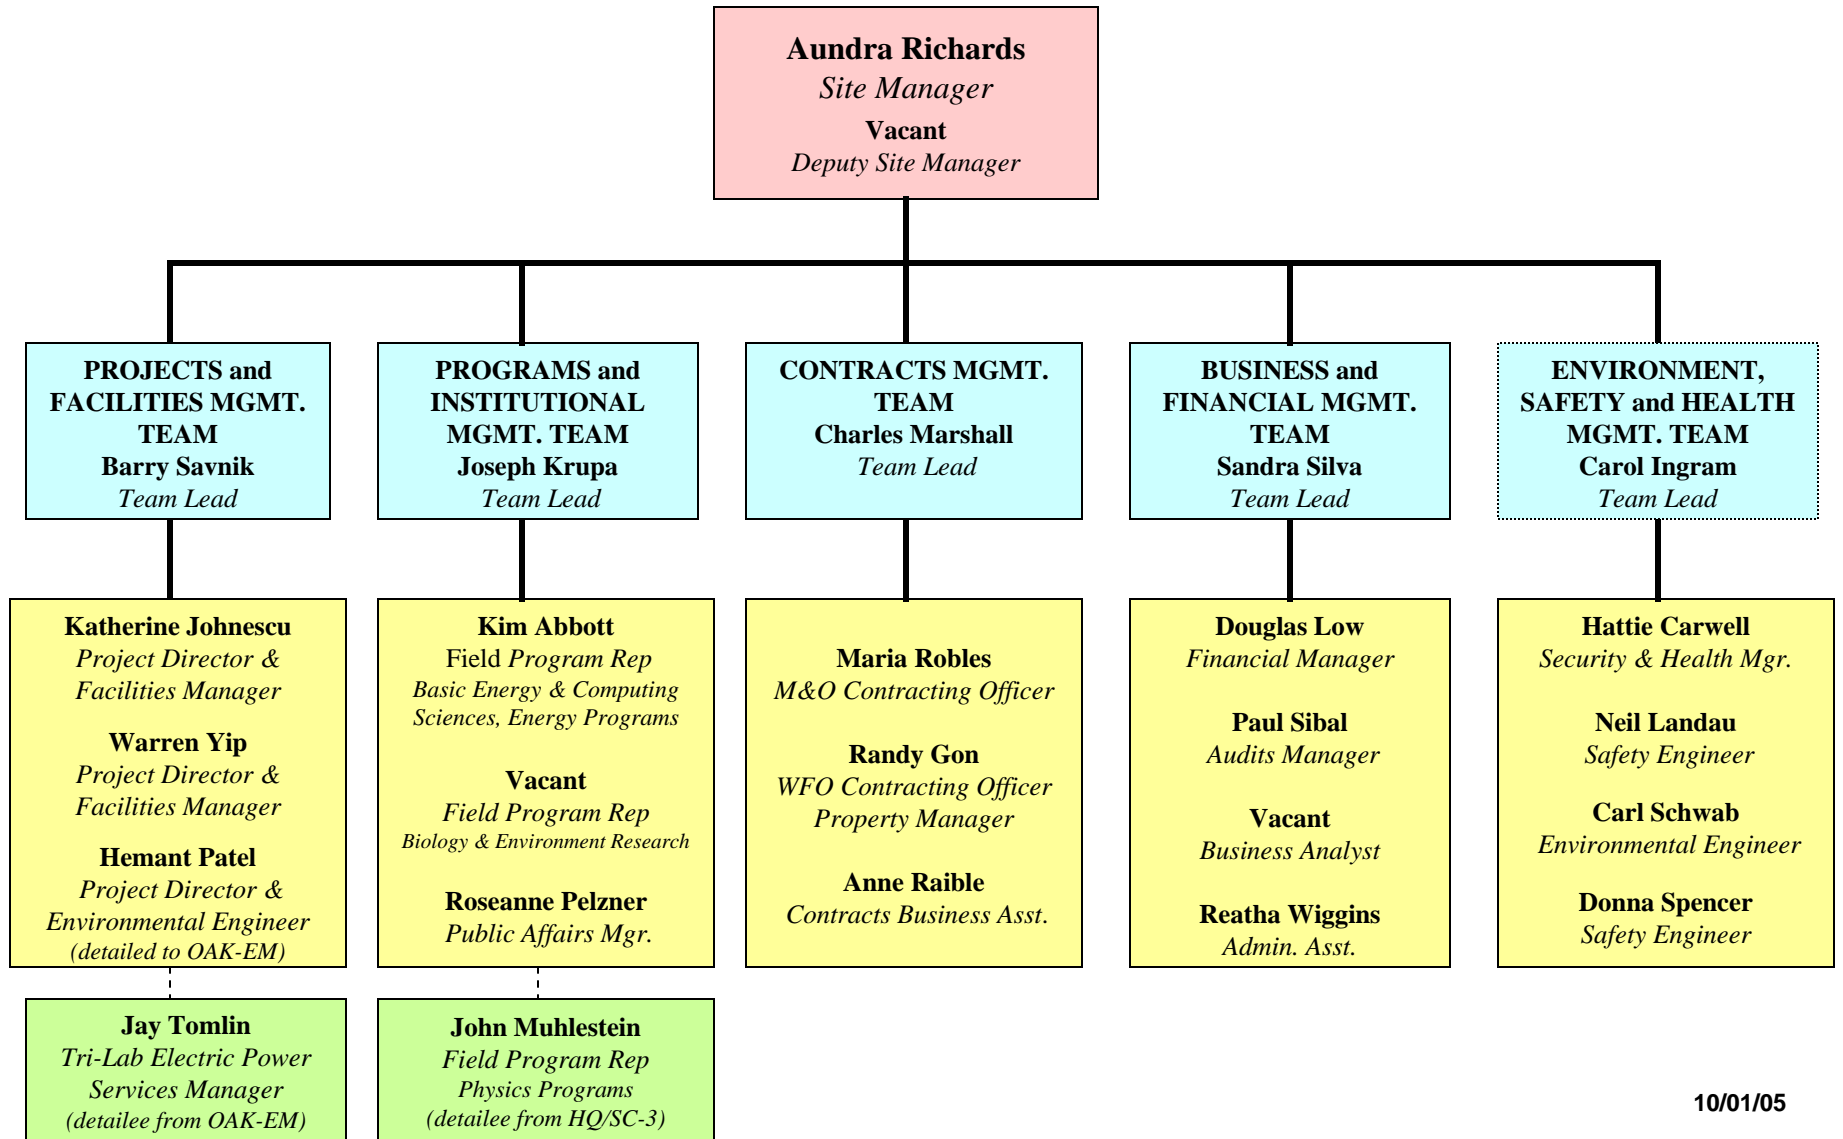 Aundra Richards
Site Manager
Vacant
Deputy Site Manager
PROJECTS and
FACILITIES MGMT.
TEAM
Barry Savnik
Team Lead
PROGRAMS and
INSTITUTIONAL
MGMT. TEAM
Joseph Krupa
Team Lead
CONTRACTS MGMT.
TEAM
Charles Marshall
Team Lead
BUSINESS and
FINANCIAL MGMT.
TEAM
Sandra Silva
Team Lead
ENVIRONMENT,
SAFETY and HEALTH
MGMT. TEAM
Carol Ingram
Team Lead
Katherine Johnescu
Project Director &
Facilities Manager
Warren Yip
Project Director &
Facilities Manager
Hemant Patel
Project Director &
Environmental Engineer
(detailed to OAK-EM)
Kim Abbott
Field Program Rep
Basic Energy & Computing
Sciences, Energy Programs
Vacant
Field Program Rep
Biology & Environment Research
Roseanne Pelzner
Public Affairs Mgr.
Maria Robles
M&O Contracting Officer
Randy Gon
WFO Contracting Officer
Property Manager
Anne Raible
Contracts Business Asst.
Douglas Low
Financial Manager
Paul Sibal
Audits Manager
Vacant
Business Analyst
Reatha Wiggins
Admin. Asst.
Hattie Carwell
Security & Health Mgr.
Neil Landau
Safety Engineer
Carl Schwab
Environmental Engineer
Donna Spencer
Safety Engineer
Jay Tomlin
Tri-Lab Electric Power
Services Manager
(detailee from OAK-EM)
John Muhlestein
Field Program Rep
Physics Programs
(detailee from HQ/SC-3)
10/01/05